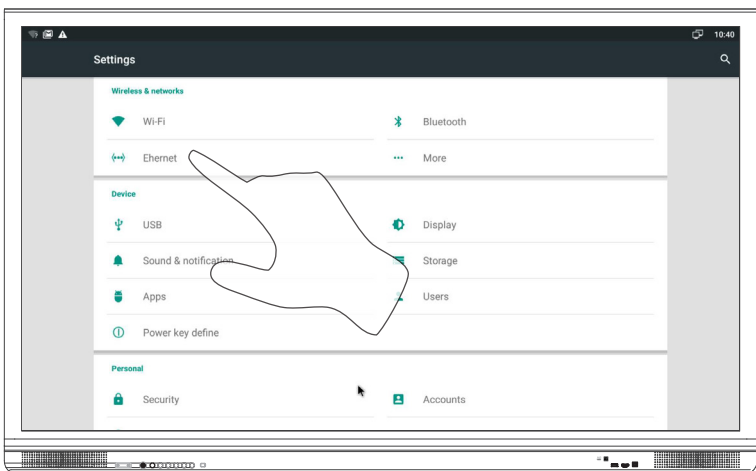 10:40
Settings
Wireless & networks
Wi-Fi
Bluetooth
Ehernet
More
Device
USB
Display
Sound & notification
Storage
Apps
Users
Power key define
Personal
Security
Accounts